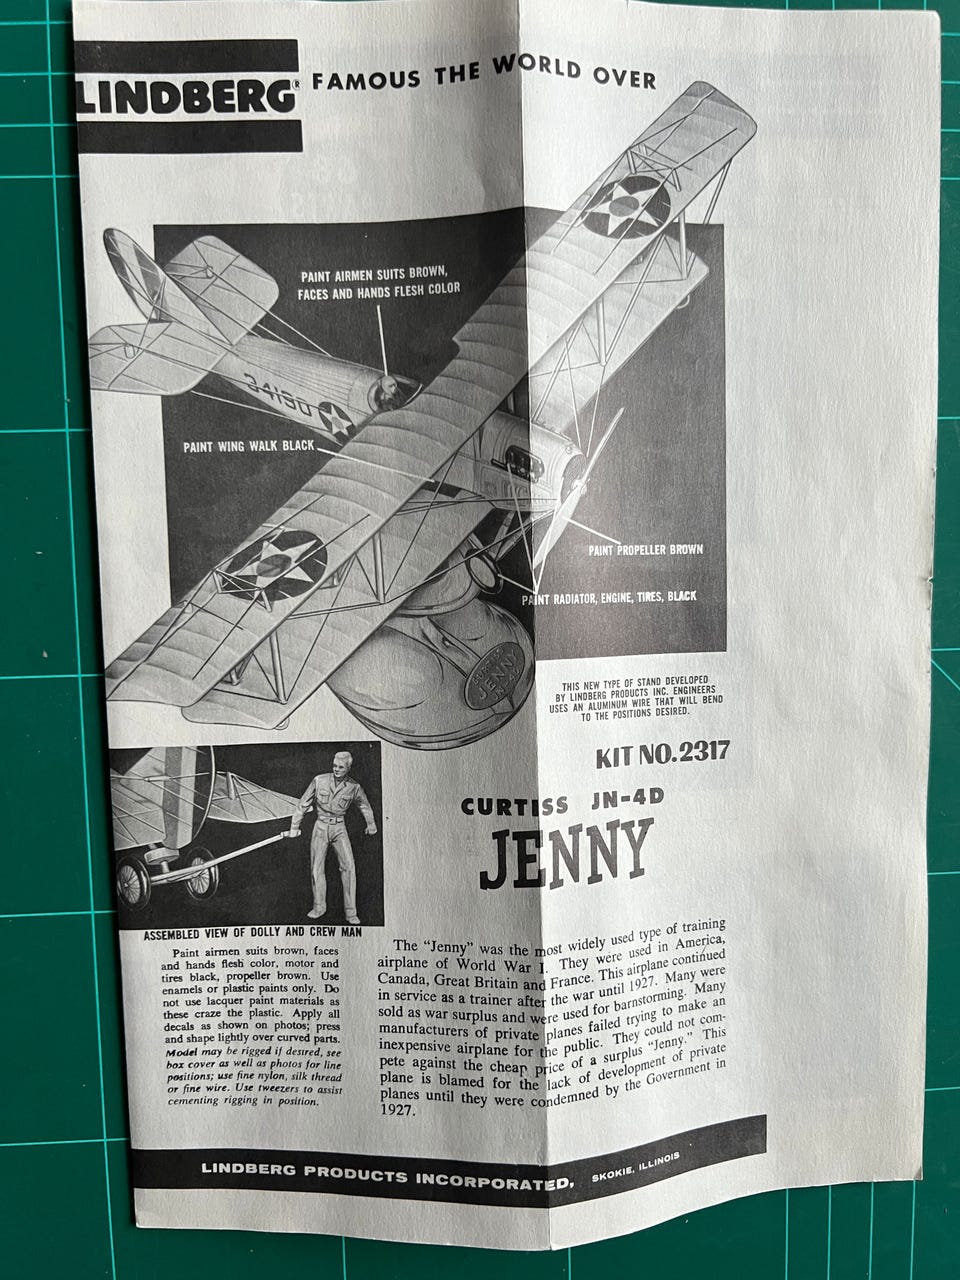 LINDBERG® FAMOUS THE WORLD OVER
PAINT AIRMEN SUITS BROWN,
FACES AND HANDS FLESH COLOR
34190
PAINT WING WALK BLACK
PAINT PROPELLER BROWN
PAINT RADIATOR, ENGINE, TIRES, BLACK
CURTISS
JENNY
THIS NEW TYPE OF STAND DEVELOPED
BY LINDBERG PRODUCTS INC. ENGINEERS
USES AN ALUMINUM WIRE THAT WILL BEND
TO THE POSITIONS DESIRED.
KIT NO.2317
CURTISS JN-4D
JENNY
ASSEMBLED VIEW OF DOLLY AND CREW MAN
Paint airmen suits brown, faces
and hands flesh color, motor and
tires black, propeller brown. Use
enamels or plastic paints only. Do
not use lacquer paint materials as
these craze the plastic. Apply all
decals as shown on photos; press
and shape lightly over curved parts.
Model may be rigged if desired, see
box cover as well as photos for line
positions; use fine nylon, silk thread
or fine wire. Use tweezers to assist
cementing rigging in position.
The “Jenny” was the most widely used type of training
airplane of World War I. They were used in America,
Canada, Great Britain and France. This airplane continued
in service as a trainer after the war until 1927. Many were
sold as war surplus and were used for barnstorming. Many
manufacturers of private planes failed trying to make an
inexpensive airplane for the public. They could not com-
pete against the cheap price of a surplus “Jenny.” This
plane is blamed for the lack of development of private
planes until they were condemned by the Government in
1927.
LINDBERG PRODUCTS INCORPORATED, SKOKIE, ILLINOIS